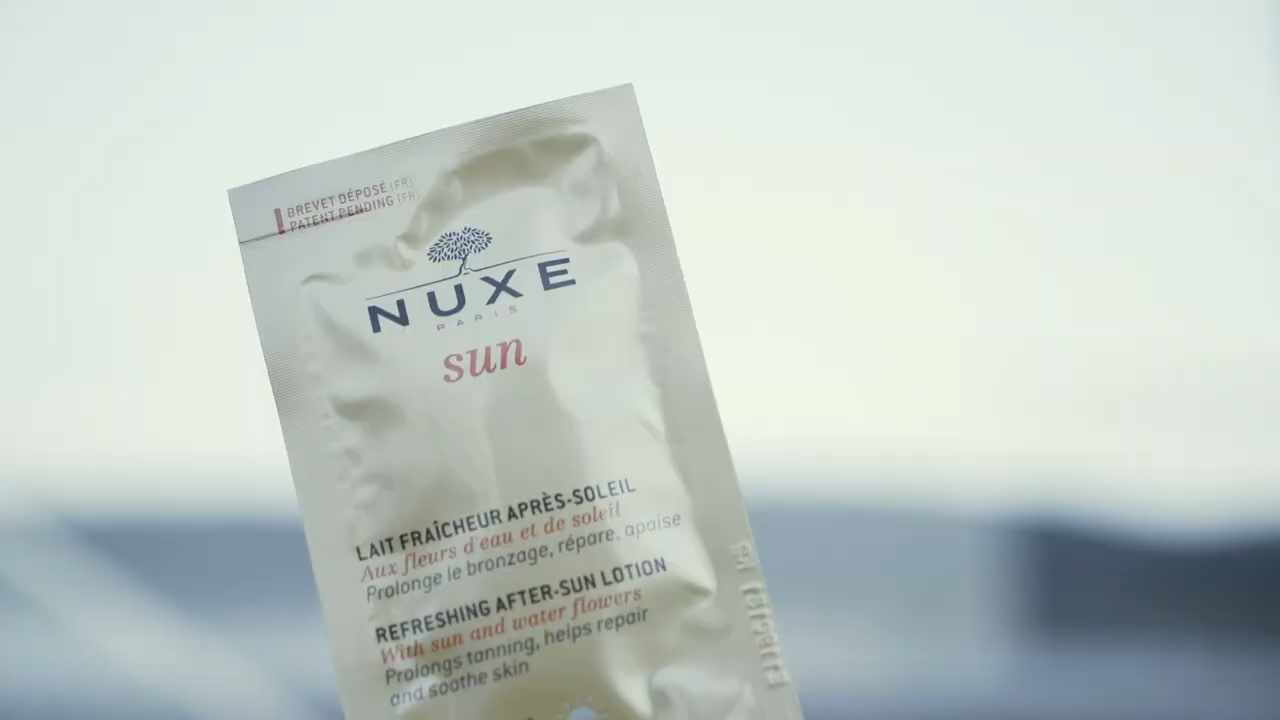 BREVET DÉPOSÉ (FR)
PATENT PENDING (FR)
NUXE
PARIS
sun
LAIT FRAÎCHEUR APRÈS-SOLEIL
Aux fleurs d'eau et de soleil
Prolonge le bronzage, répare, apaise
REFRESHING AFTER-SUN LOTION
With sun and water flowers
Prolongs tanning, helps repair
and soothe skin